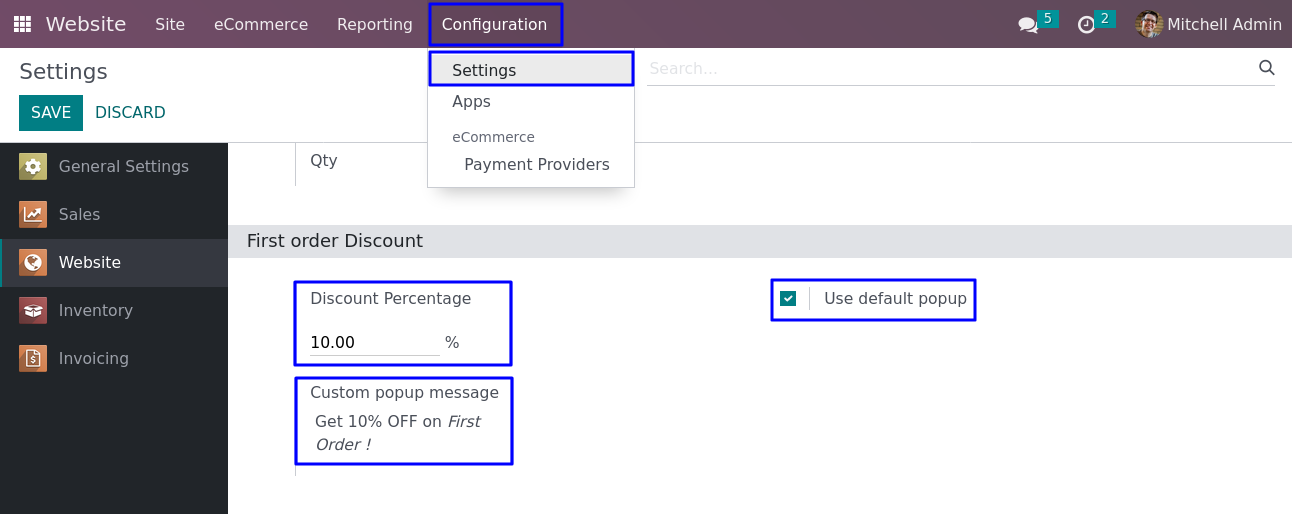 Website Site eCommerce Reporting Configuration 5 2 Mitchell Admin
Settings
Settings
Search...
Apps
SAVE DISCARD
eCommerce
Payment Providers
General Settings
Sales
Website
Inventory
Invoicing
Qty
First order Discount
Discount Percentage
10.00 %
Use default popup
Custom popup message
Get 10% OFF on First
Order !